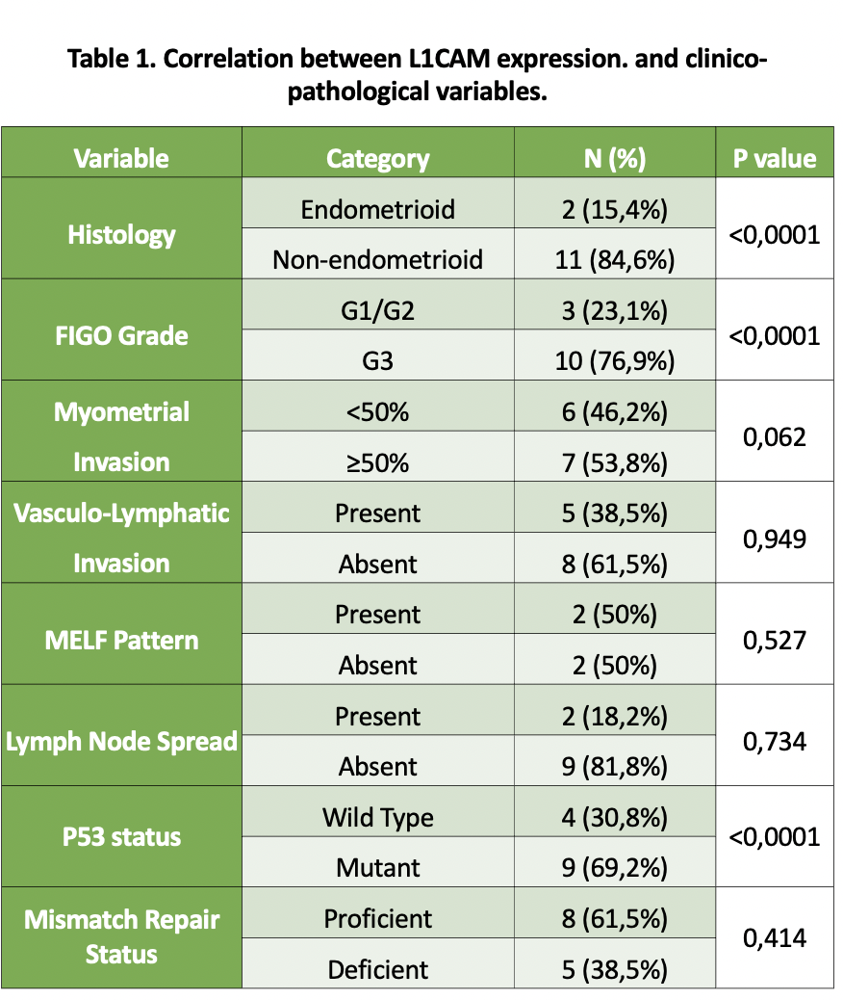 Table 1. Correlation between L1CAM expression. and clinico-
pathological variables.
Variable Category N (%) P value
Histology Endometrioid 2 (15,4%) <0,0001
Non-endometrioid 11 (84,6%)
FIGO Grade G1/G2 3 (23,1%) <0,0001
G3 10 (76,9%)
Myometrial <50% 6 (46,2%) 0,062
Invasion ≥50% 7 (53,8%)
Vasculo-Lymphatic Present 5 (38,5%) 0,949
Invasion Absent 8 (61,5%)
MELF Pattern Present 2 (50%) 0,527
Absent 2 (50%)
Lymph Node Spread Present 2 (18,2%) 0,734
Absent 9 (81,8%)
P53 status Wild Type 4 (30,8%) <0,0001
Mutant 9 (69,2%)
Mismatch Repair Proficient 8 (61,5%) 0,414
Status Deficient 5 (38,5%)